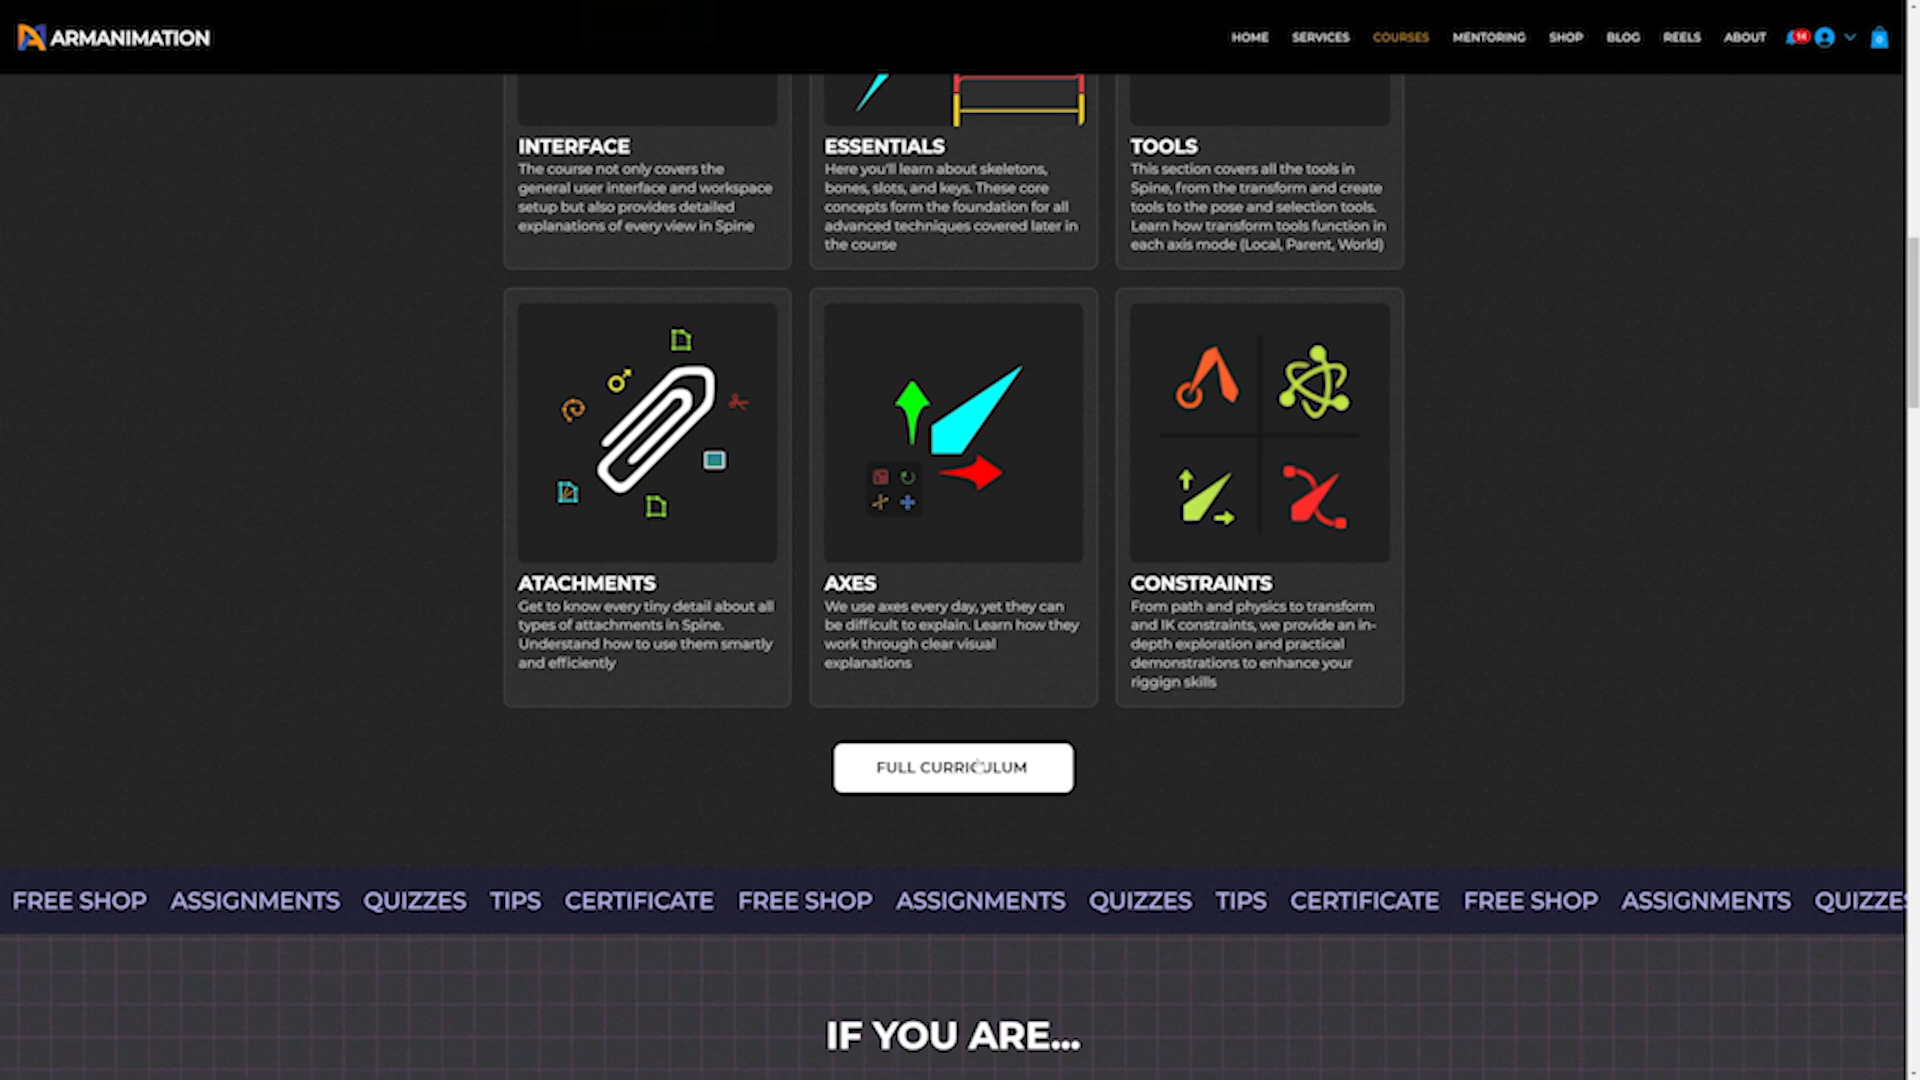 ARMANIMATION
HOME SERVICES COURSES MENTORING SHOP BLOG REELS ABOUT 14 0
INTERFACE
The course not only covers the
general user interface and workspace
setup but also provides detailed
explanations of every view in Spine
ESSENTIALS
Here you'll learn about skeletons,
bones, slots, and keys. These core
concepts form the foundation for all
advanced techniques covered later in
the course
TOOLS
This section covers all the tools in
Spine, from the transform and create
tools to the pose and selection tools.
Learn how transform tools function in
each axis mode (Local, Parent, World)
ATACHMENTS
Get to know every tiny detail about all
types of attachments in Spine.
Understand how to use them smartly
and efficiently
AXES
We use axes every day, yet they can
be difficult to explain. Learn how they
work through clear visual
explanations
CONSTRAINTS
From path and physics to transform
and IK constraints, we provide an in-
depth exploration and practical
demonstrations to enhance your
riggign skills
FULL CURRICULUM
FREE SHOP ASSIGNMENTS QUIZZES TIPS CERTIFICATE FREE SHOP ASSIGNMENTS QUIZZES TIPS CERTIFICATE FREE SHOP ASSIGNMENTS QUIZZES
IF YOU ARE...